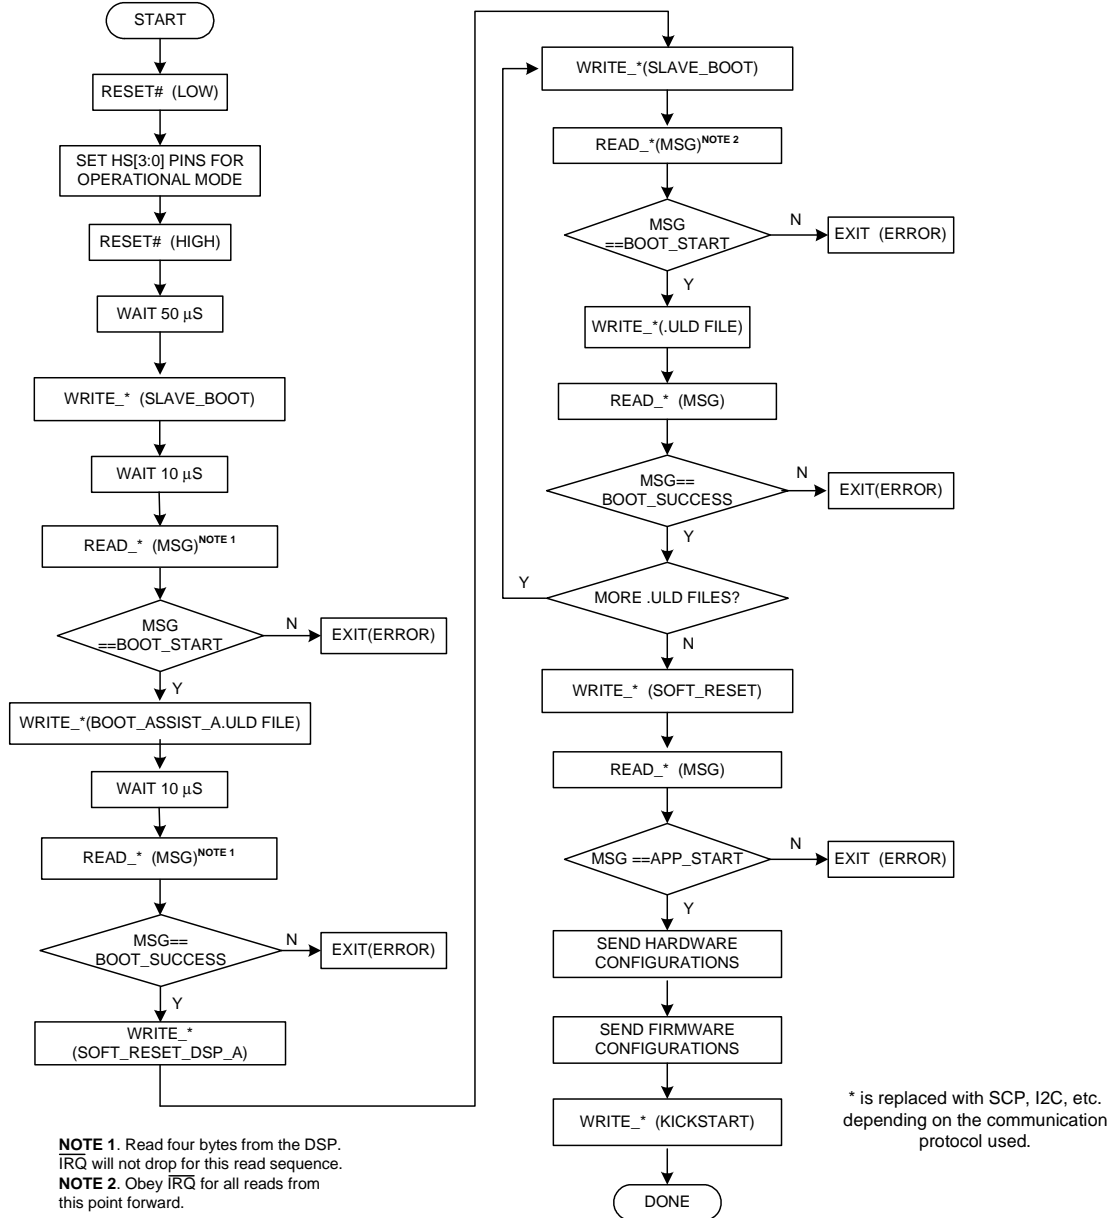 START
RESET# (LOW)
SET HS[3:0] PINS FOR
OPERATIONAL MODE
RESET# (HIGH)
WAIT 50 μS
WRITE_* (SLAVE_BOOT)
WAIT 10 μS
READ_* (MSG)NOTE 1
MSG
==BOOT_START
N
EXIT(ERROR)
Y
WRITE_*(BOOT_ASSIST_A.ULD FILE)
WAIT 10 μS
READ_* (MSG)NOTE 1
MSG==
BOOT_SUCCESS
N
EXIT(ERROR)
Y
WRITE_*
(SOFT_RESET_DSP_A)
WRITE_*(SLAVE_BOOT)
READ_*(MSG)NOTE 2
MSG
==BOOT_START
N
EXIT (ERROR)
Y
WRITE_*(.ULD FILE)
READ_* (MSG)
MSG==
BOOT_SUCCESS
N
EXIT(ERROR)
Y
MORE .ULD FILES?
Y
N
WRITE_* (SOFT_RESET)
READ_* (MSG)
MSG ==APP_START
N
EXIT (ERROR)
Y
SEND HARDWARE
CONFIGURATIONS
SEND FIRMWARE
CONFIGURATIONS
WRITE_* (KICKSTART)
DONE
NOTE 1. Read four bytes from the DSP.
IRQ will not drop for this read sequence.
NOTE 2. Obey IRQ for all reads from
this point forward.
* is replaced with SCP, I2C, etc.
depending on the communication
protocol used.